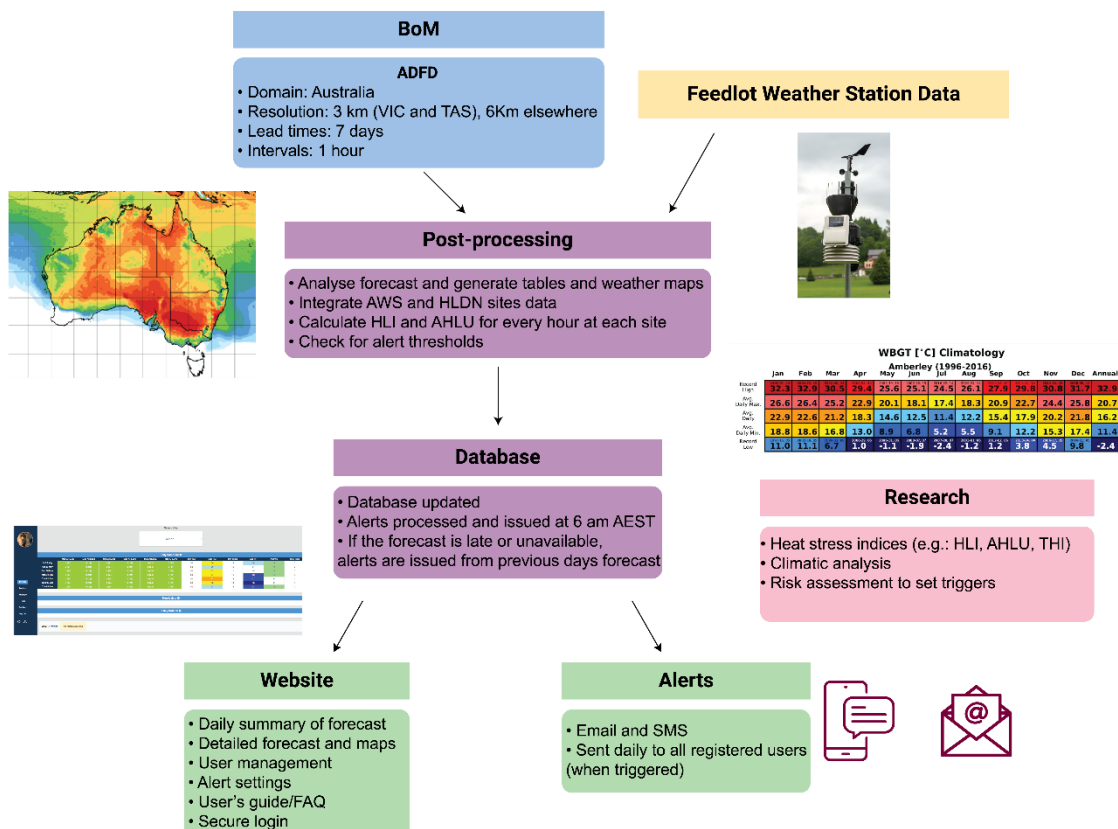 BoM
ADFD
• Domain: Australia
• Resolution: 3 km (VIC and TAS), 6Km elsewhere
• Lead times: 7 days
• Intervals: 1 hour
Feedlot Weather Station Data
Post-processing
• Analyse forecast and generate tables and weather maps
• Integrate AWS and HLDN sites data
• Calculate HLI and AHLU for every hour at each site
• Check for alert thresholds
WBGT [°C] Climatology
Amberley (1996-2016)
Jan Feb Mar Apr May Jun Jul Aug Sep Oct Nov Dec Annual
Record High 32.3 32.9 30.5 29.4 25.6 25.1 24.5 26.1 27.9 29.8 30.8 31.7 32.9
Avg. Daily Max. 26.6 26.4 25.2 22.9 20.1 18.1 17.4 18.3 20.9 22.7 24.4 25.8 20.7
Avg. Daily 22.9 22.6 21.2 18.3 14.6 12.5 11.4 12.2 15.4 17.9 20.2 21.8 16.2
Avg. Daily Min. 18.8 18.6 16.8 13.0 8.9 6.8 5.2 5.5 9.1 12.2 15.3 17.4 11.4
Record Low 11.0 11.1 6.7 1.0 -1.1 -1.9 -2.4 -1.2 1.2 3.8 4.5 9.8 -2.4
Database
• Database updated
• Alerts processed and issued at 6 am AEST
• If the forecast is late or unavailable,
alerts are issued from previous days forecast
Research
• Heat stress indices (e.g.: HLI, AHLU, THI)
• Climatic analysis
• Risk assessment to set triggers
Website
• Daily summary of forecast
• Detailed forecast and maps
• User management
• Alert settings
• User's guide/FAQ
• Secure login
Alerts
• Email and SMS
• Sent daily to all registered users
(when triggered)
@